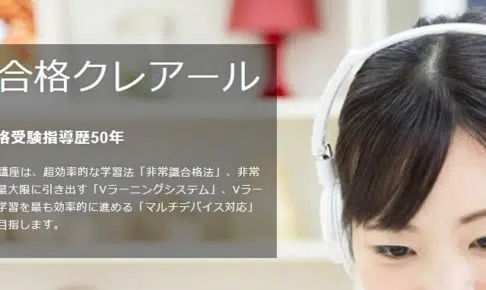 合格クレアール
格受験指導歴50年
講座は、超効率的な学習法「非常識合格法」、非常
最大限に引き出す「Vラーニングシステム」、Vラー
学習を最も効率的に進める「マルチデバイス対応」
目指します。